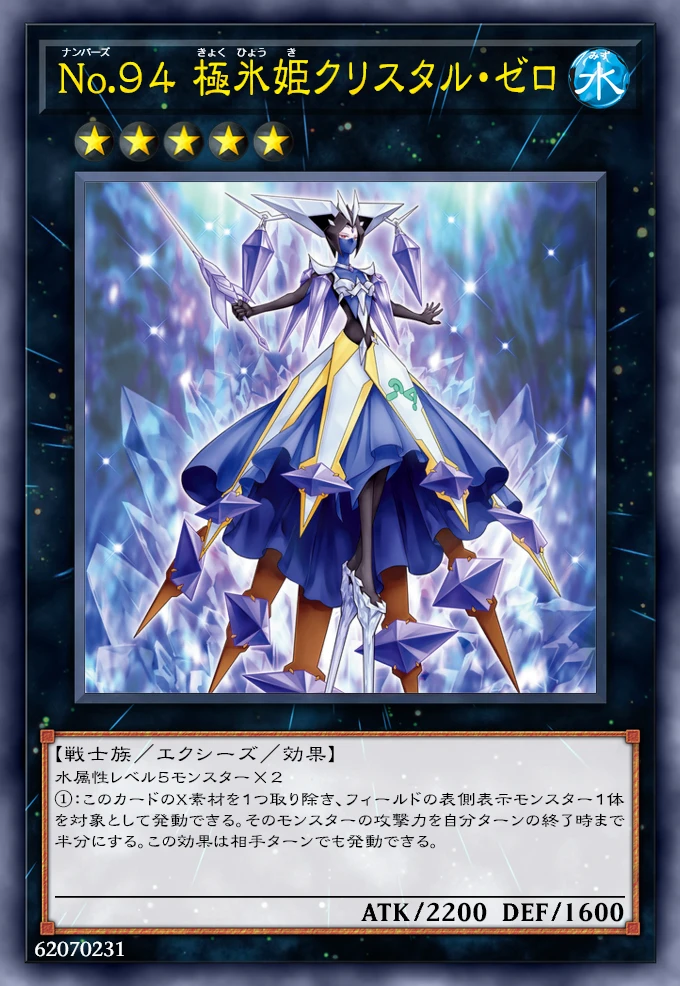 ナンバーズ きょく ひょう き
No.94 極氷姫クリスタル・ゼロ
みず
水
94
【戦士族／エクシーズ／効果】
水属性レベル５モンスター×２
①：このカードのX素材を１つ取り除き、フィールドの表側表示モンスター１体
を対象として発動できる。そのモンスターの攻撃力を自分ターンの終了時まで
半分にする。この効果は相手ターンでも発動できる。
ATK/2200 DEF/1600
62070231